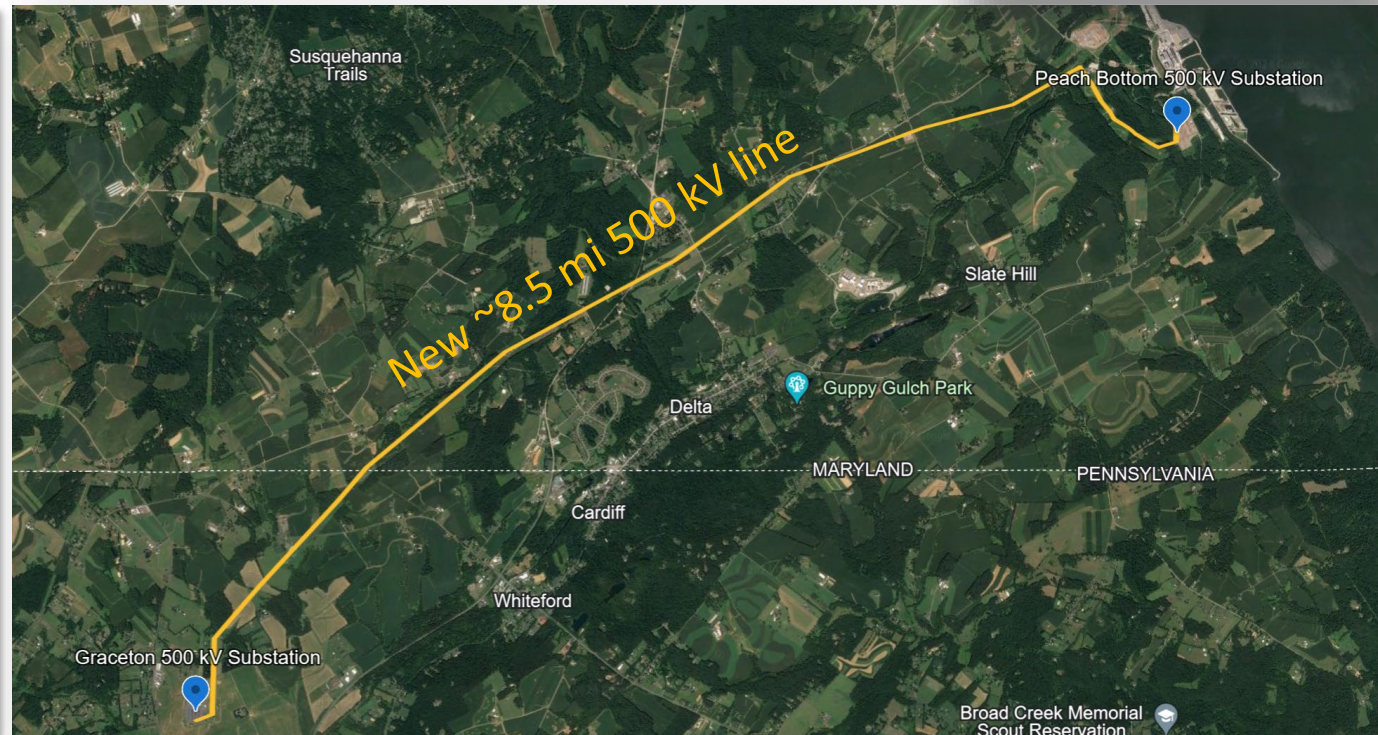 Susquehanna
Trails
Peach Bottom 500 kV Substation
New ~8.5 mi 500 kV line
Slate Hill
Guppy Gulch Park
Delta
MARYLAND
PENNSYLVANIA
Cardiff
Whiteford
Graceton 500 kV Substation
Broad Creek Memorial
Scout Reservation